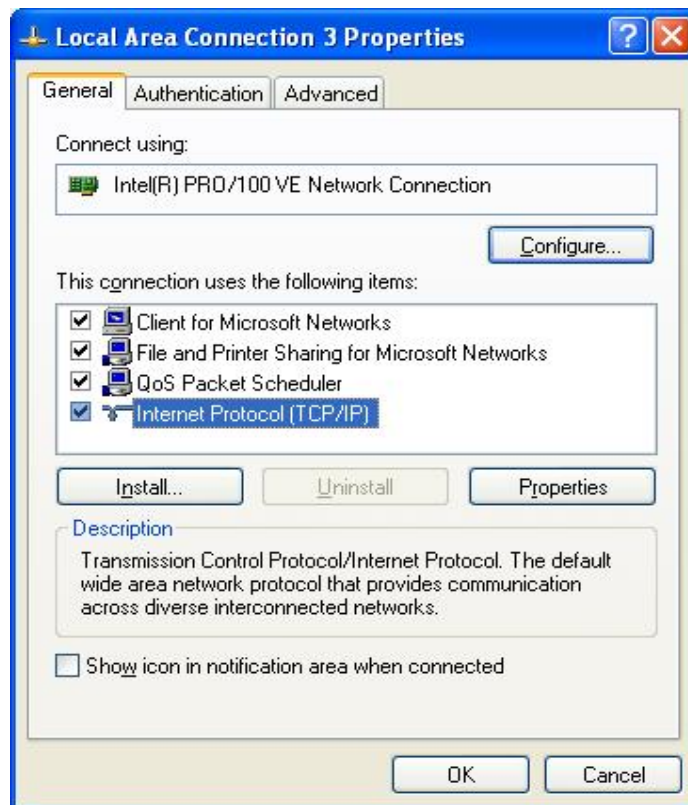 Local Area Connection 3 Properties
General Authentication Advanced
Connect using:
Intel(R) PRO/100 VE Network Connection
Configure...
This connection uses the following items:
Client for Microsoft Networks
File and Printer Sharing for Microsoft Networks
QoS Packet Scheduler
Internet Protocol (TCP/IP)
Install... Uninstall Properties
Description
Transmission Control Protocol/Internet Protocol. The default
wide area network protocol that provides communication
across diverse interconnected networks.
Show icon in notification area when connected
OK Cancel